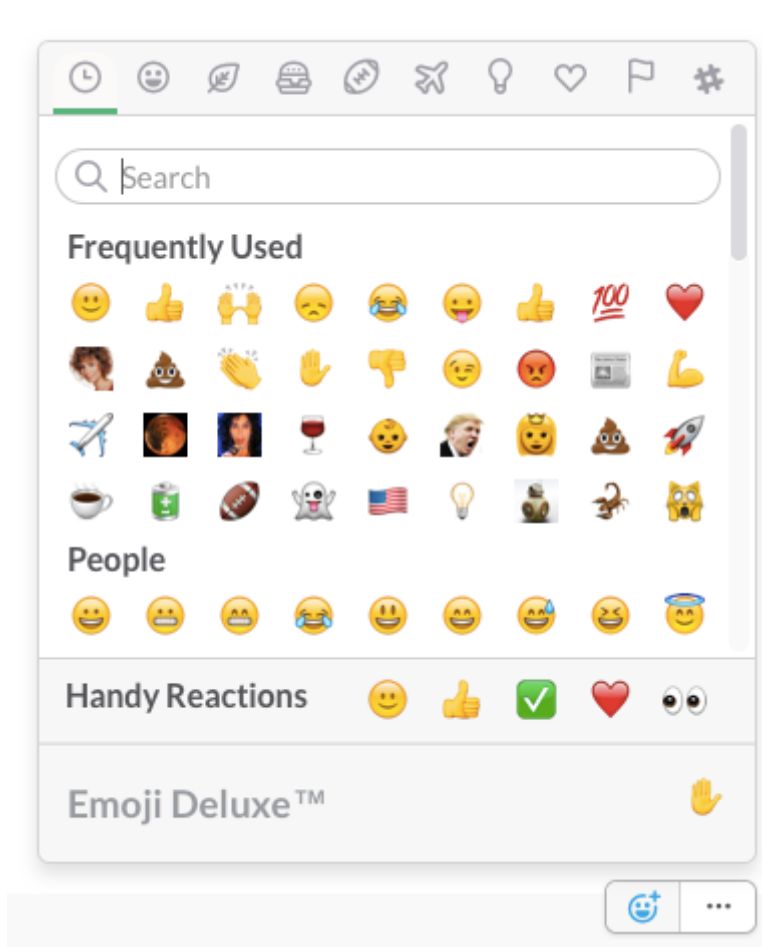 Search
Frequently Used
100
People
Handy Reactions
Emoji Deluxe™